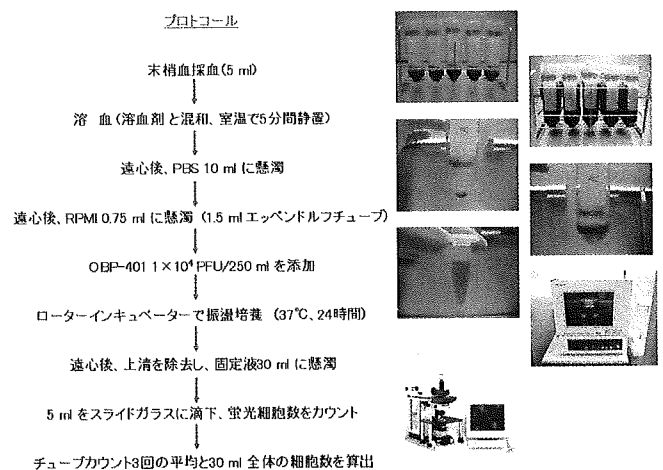 プロトコール
末梢血採血(5 ml)
溶 血 (溶血剤と混和、室温で5分間静置)
遠心後、PBS 10 ml に懸濁
遠心後、RPMI 0.75 ml に懸濁 (1.5 ml エッペンドルフチューブ)
OBP-401 1×10⁴ PFU/250 ml を添加
ローターインキュベーターで振盪培養 (37℃、24時間)
遠心後、上清を除去し、固定液30 ml に懸濁
5 ml をスライドガラスに滴下、蛍光細胞数をカウント
チューブカウント3回の平均と30 ml 全体の細胞数を算出